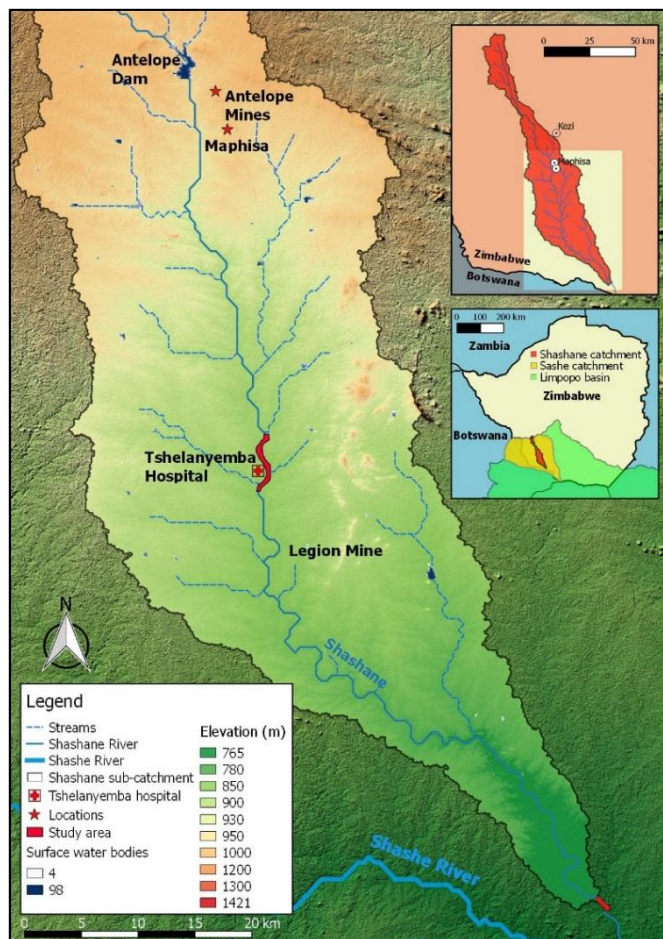 Antelope
Dam
Antelope
Mines
Maphisa
Tshelanyemba
Hospital
Legion Mine
Shashane
Shashe River
N
0 25 50 km
Kezi
Maphisa
Zimbabwe
Botswana
0 100 200 km
Zambia
Shashane catchment
Sashe catchment
Limpopo basin
Zimbabwe
Botswana
Legend
Streams
Shashane River
Shashe River
Shashane sub-catchment
Tshelanyemba hospital
Locations
Study area
Surface water bodies
4
98
Elevation (m)
765
780
850
900
930
950
1000
1200
1300
1421
0 5 10 15 20 km